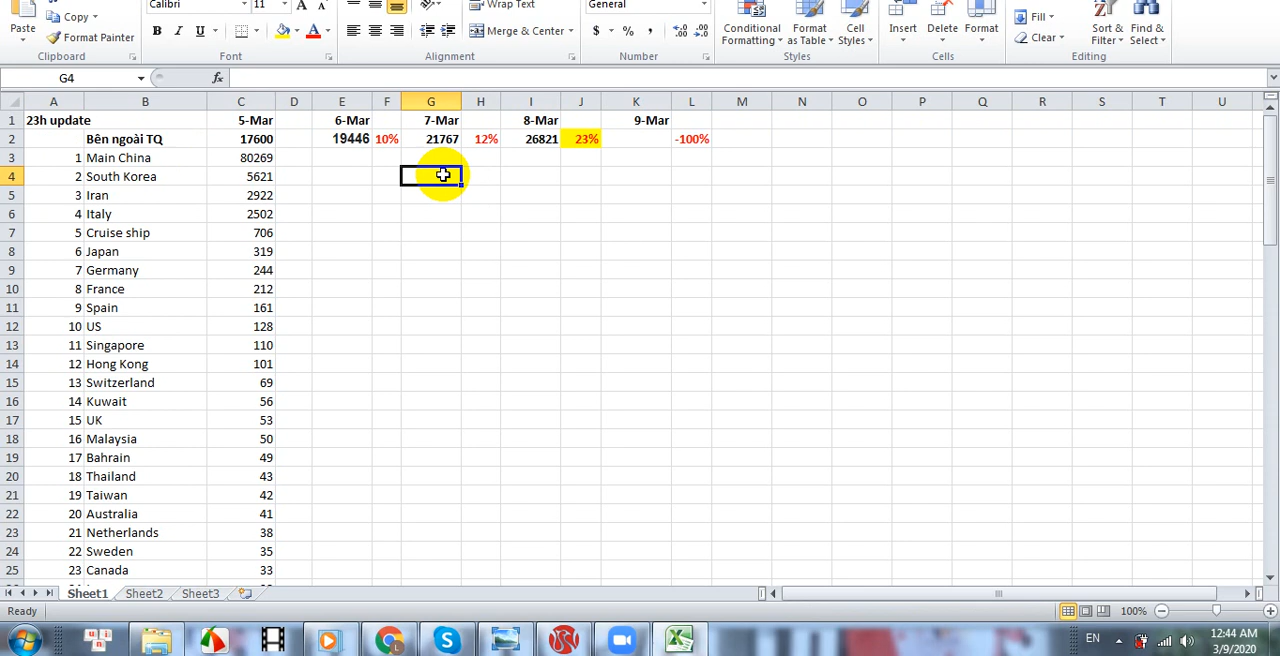 Calibri 11 A A Wrap Text General
Paste Copy Format Painter B I U A Merge & Center $ % , Conditional Formatting Format as Table Cell Styles Insert Delete Format Fill Clear Sort & Filter Find & Select
Clipboard Font Alignment Number Styles Cells Editing
G4 fx
A B C D E F G H I J K L M N O P Q R S T U
1 23h update 5-Mar 6-Mar 7-Mar 8-Mar 9-Mar
2 Bên ngoài TQ 17600 19446 10% 21767 12% 26821 23% -100%
3 1 Main China 80269
4 2 South Korea 5621
5 3 Iran 2922
6 4 Italy 2502
7 5 Cruise ship 706
8 6 Japan 319
9 7 Germany 244
10 8 France 212
11 9 Spain 161
12 10 US 128
13 11 Singapore 110
14 12 Hong Kong 101
15 13 Switzerland 69
16 14 Kuwait 56
17 15 UK 53
18 16 Malaysia 50
19 17 Bahrain 49
20 18 Thailand 43
21 19 Taiwan 42
22 20 Australia 41
23 21 Netherlands 38
24 22 Sweden 35
25 23 Canada 33
Sheet1 Sheet2 Sheet3
Ready 100%
EN 12:44 AM
3/9/2020